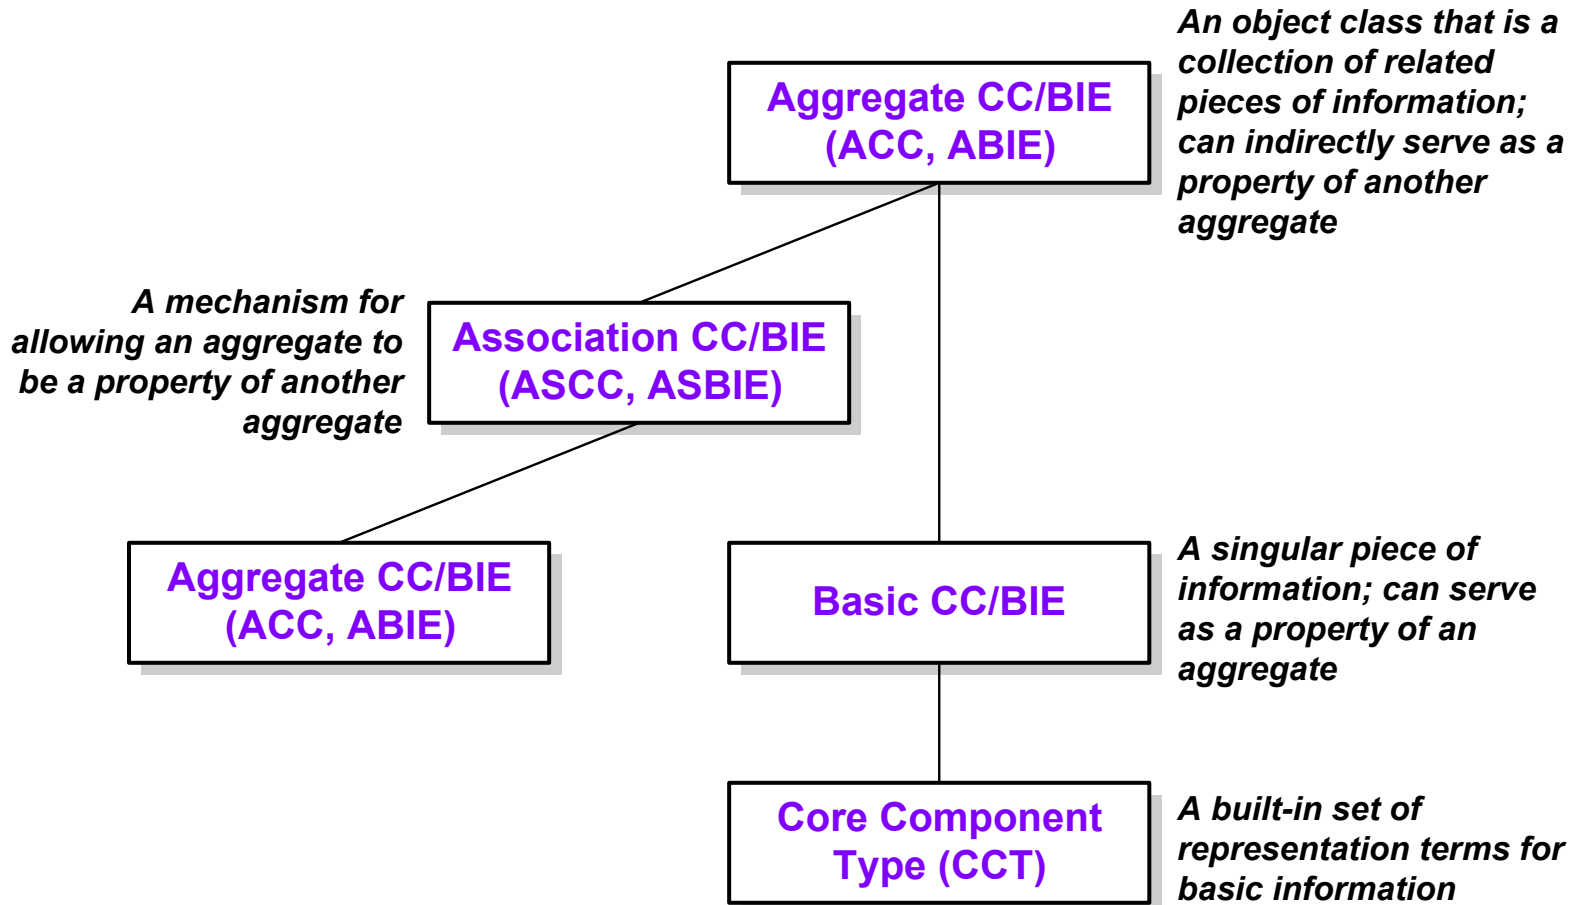 An object class that is a
collection of related
pieces of information;
can indirectly serve as a
property of another
aggregate
Aggregate CC/BIE
(ACC, ABIE)
A mechanism for
allowing an aggregate to
be a property of another
aggregate
Association CC/BIE
(ASCC, ASBIE)
Aggregate CC/BIE
(ACC, ABIE)
Basic CC/BIE
A singular piece of
information; can serve
as a property of an
aggregate
Core Component
Type (CCT)
A built-in set of
representation terms for
basic information